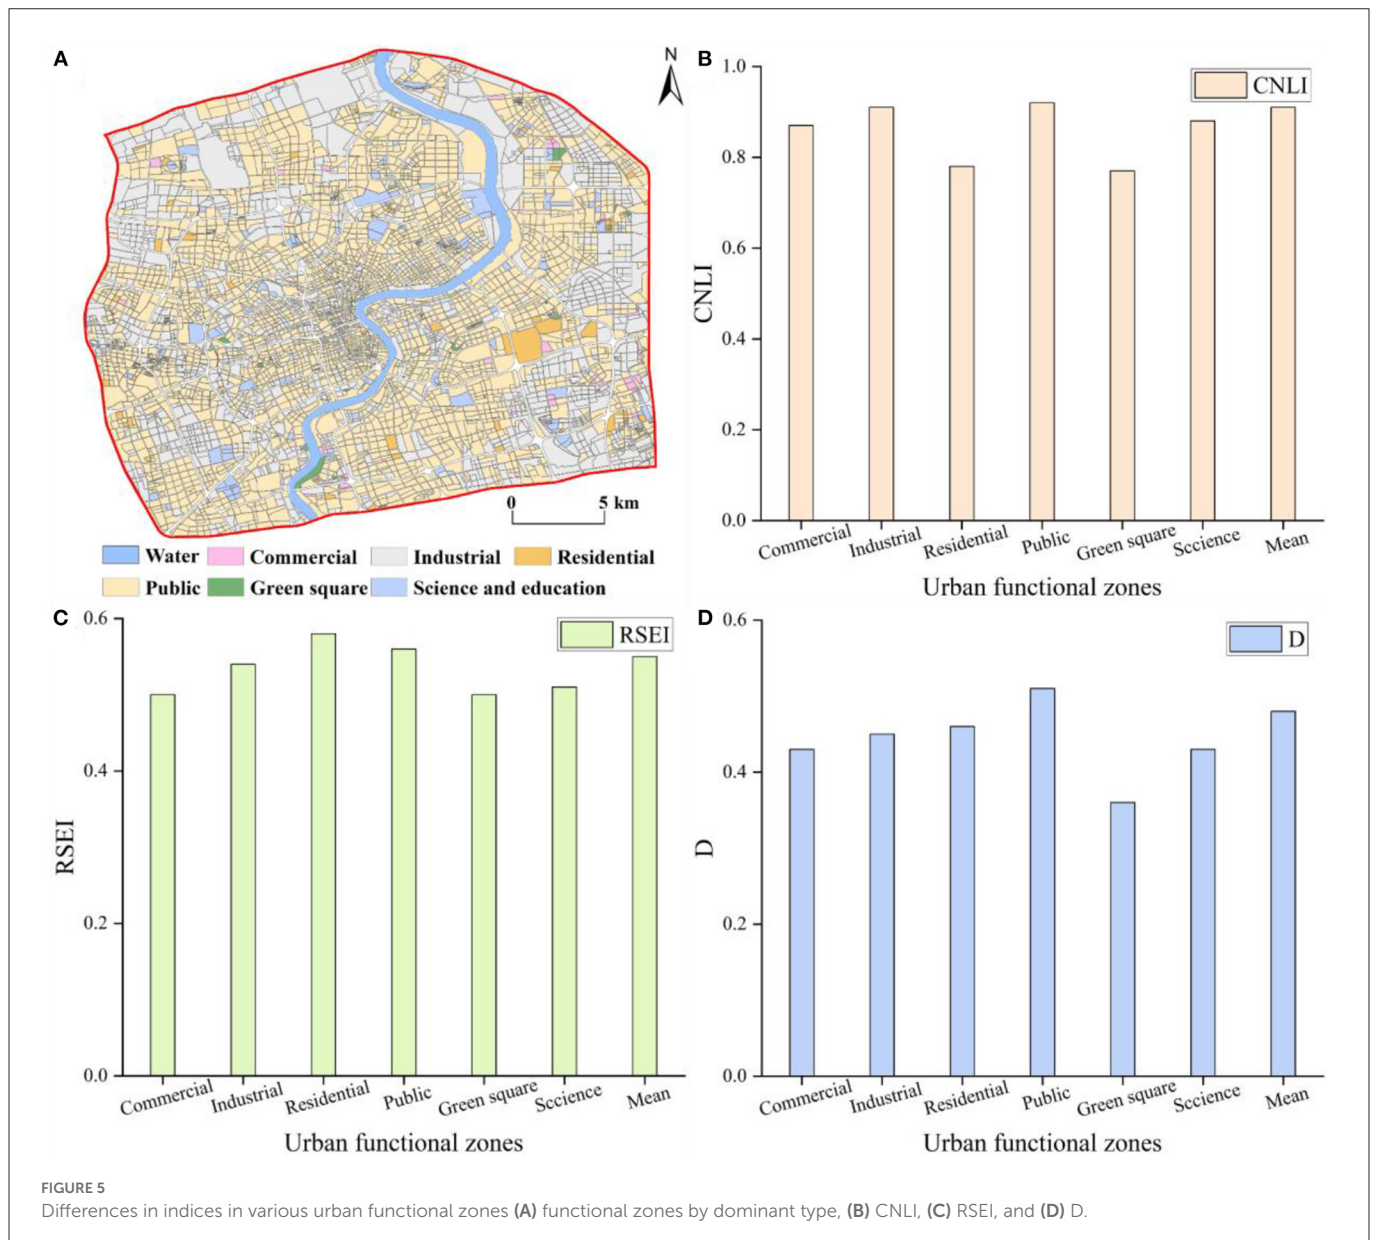 A
N
0 5 km
Water Commercial Industrial Residential
Public Green square Science and education
B
CNLI
1.0
0.8
0.6
0.4
0.2
0.0
CNLI
Commercial Industrial Residential Public Green square Sccience Mean
Urban functional zones
C
RSEI
0.6
0.4
0.2
0.0
RSEI
Commercial Industrial Residential Public Green square Sccience Mean
Urban functional zones
D
D
0.6
0.4
0.2
0.0
D
Commercial Industrial Residential Public Green square Sccience Mean
Urban functional zones
FIGURE 5
Differences in indices in various urban functional zones (A) functional zones by dominant type, (B) CNLI, (C) RSEI, and (D) D.